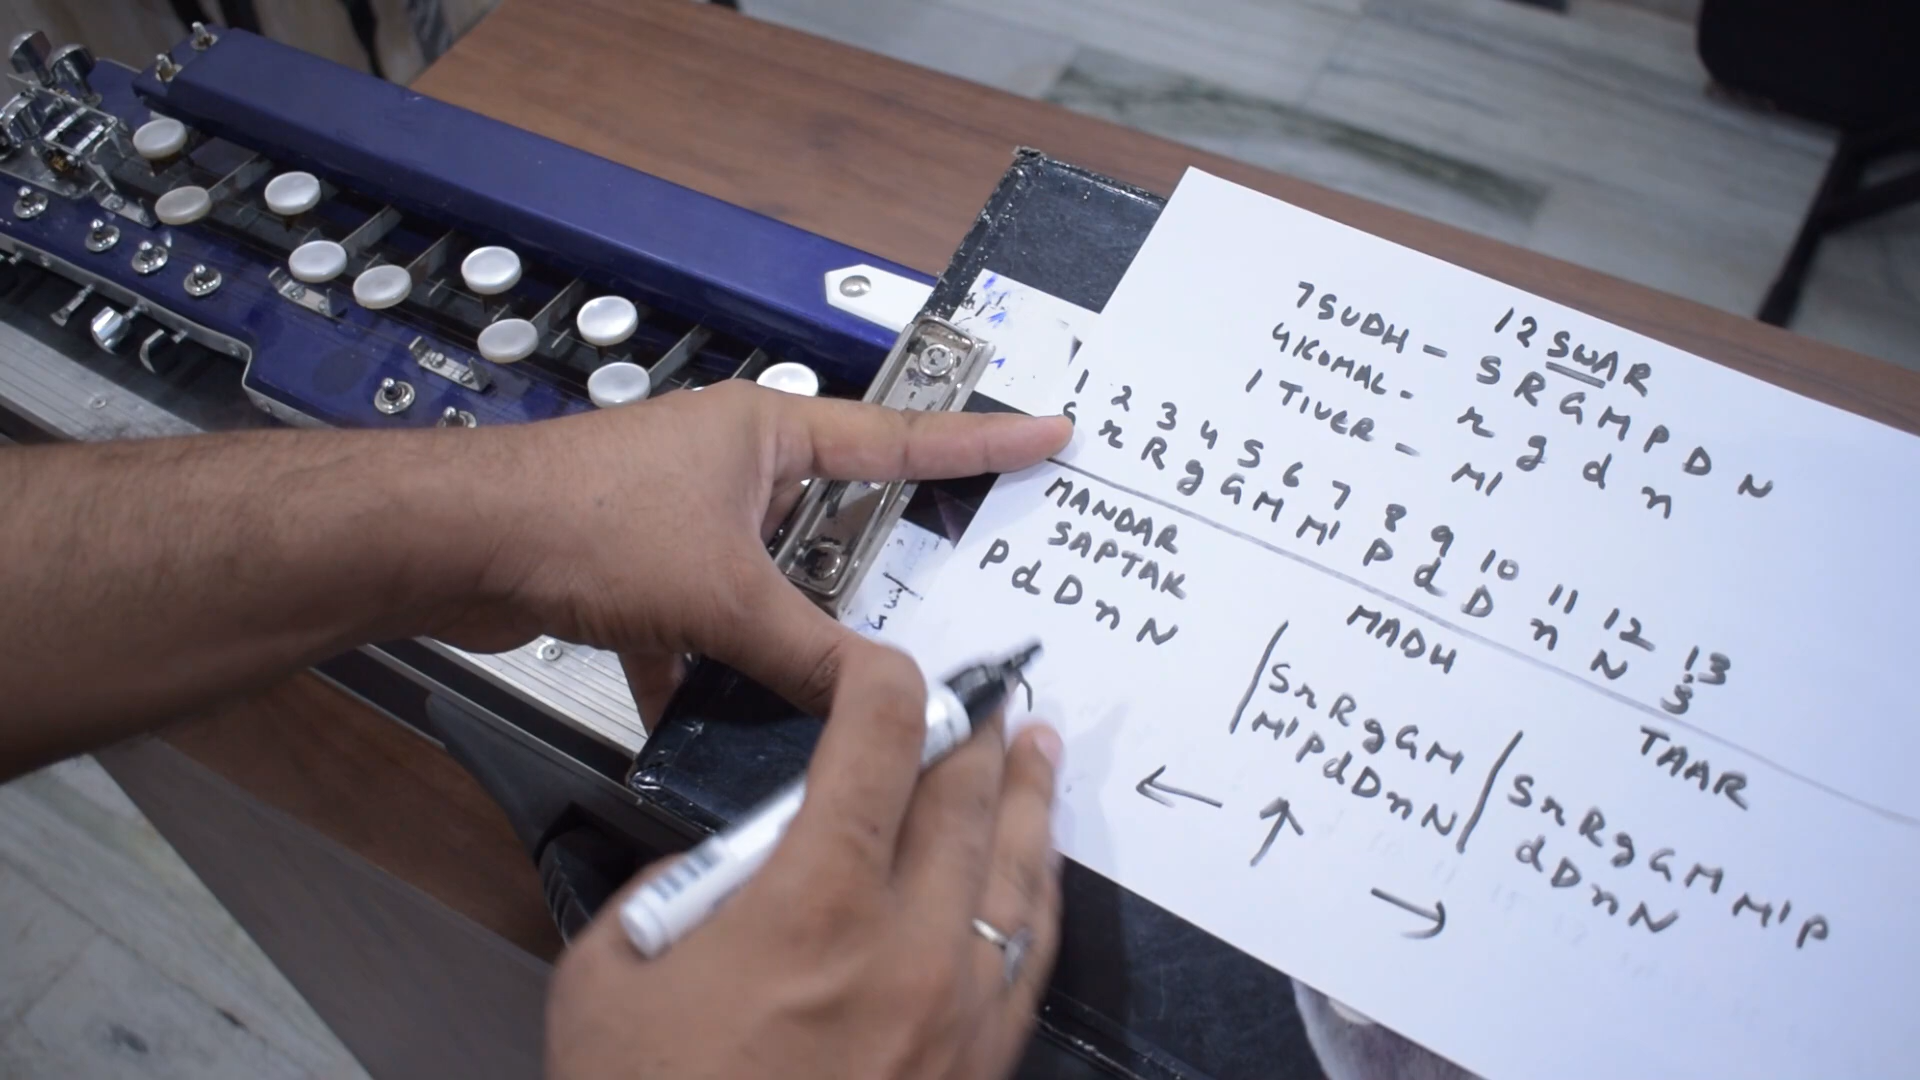 12 SWAR
7 SUDH - S R G M P D N
4 KOMAL - r g d n
1 TIVER - M'
1 2 3 4 5 6 7 8 9 10 11 12 13
S r R g G M M' P d D n N Ṡ
MANDAR
SAPTAK
P d D n N
MADH
S r R g G M
M' P d D n N
TAAR
S r R g G M M' P
d D n N